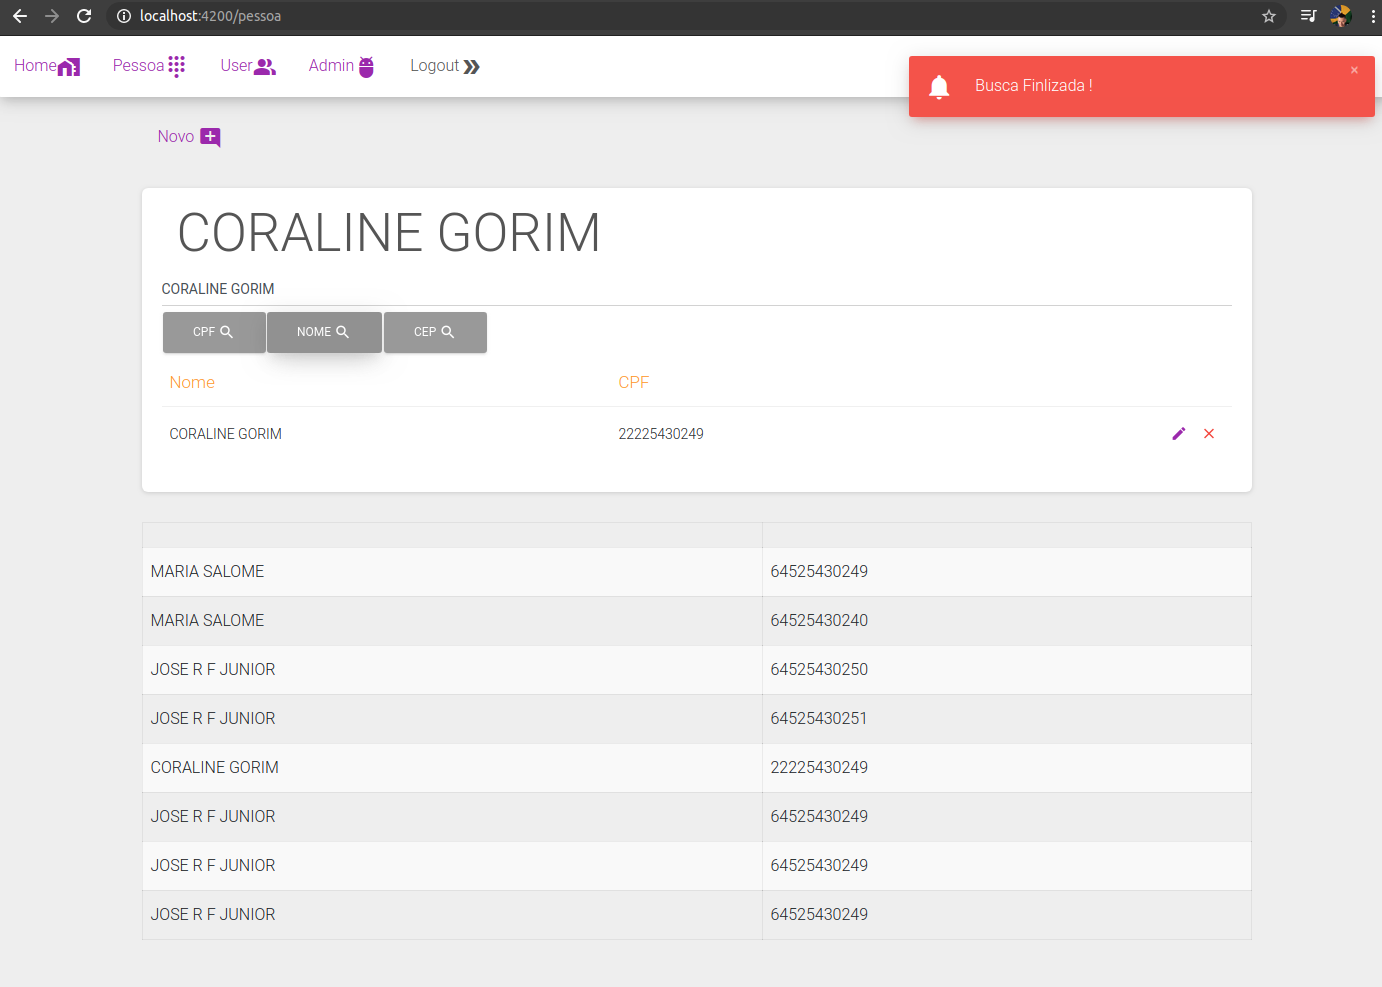 localhost:4200/pessoa
Home Pessoa User Admin Logout
Busca Finlizada !
×
Novo
CORALINE GORIM
CORALINE GORIM
CPF NOME CEP
Nome CPF
CORALINE GORIM 22225430249
MARIA SALOME 64525430249
MARIA SALOME 64525430240
JOSE R F JUNIOR 64525430250
JOSE R F JUNIOR 64525430251
CORALINE GORIM 22225430249
JOSE R F JUNIOR 64525430249
JOSE R F JUNIOR 64525430249
JOSE R F JUNIOR 64525430249